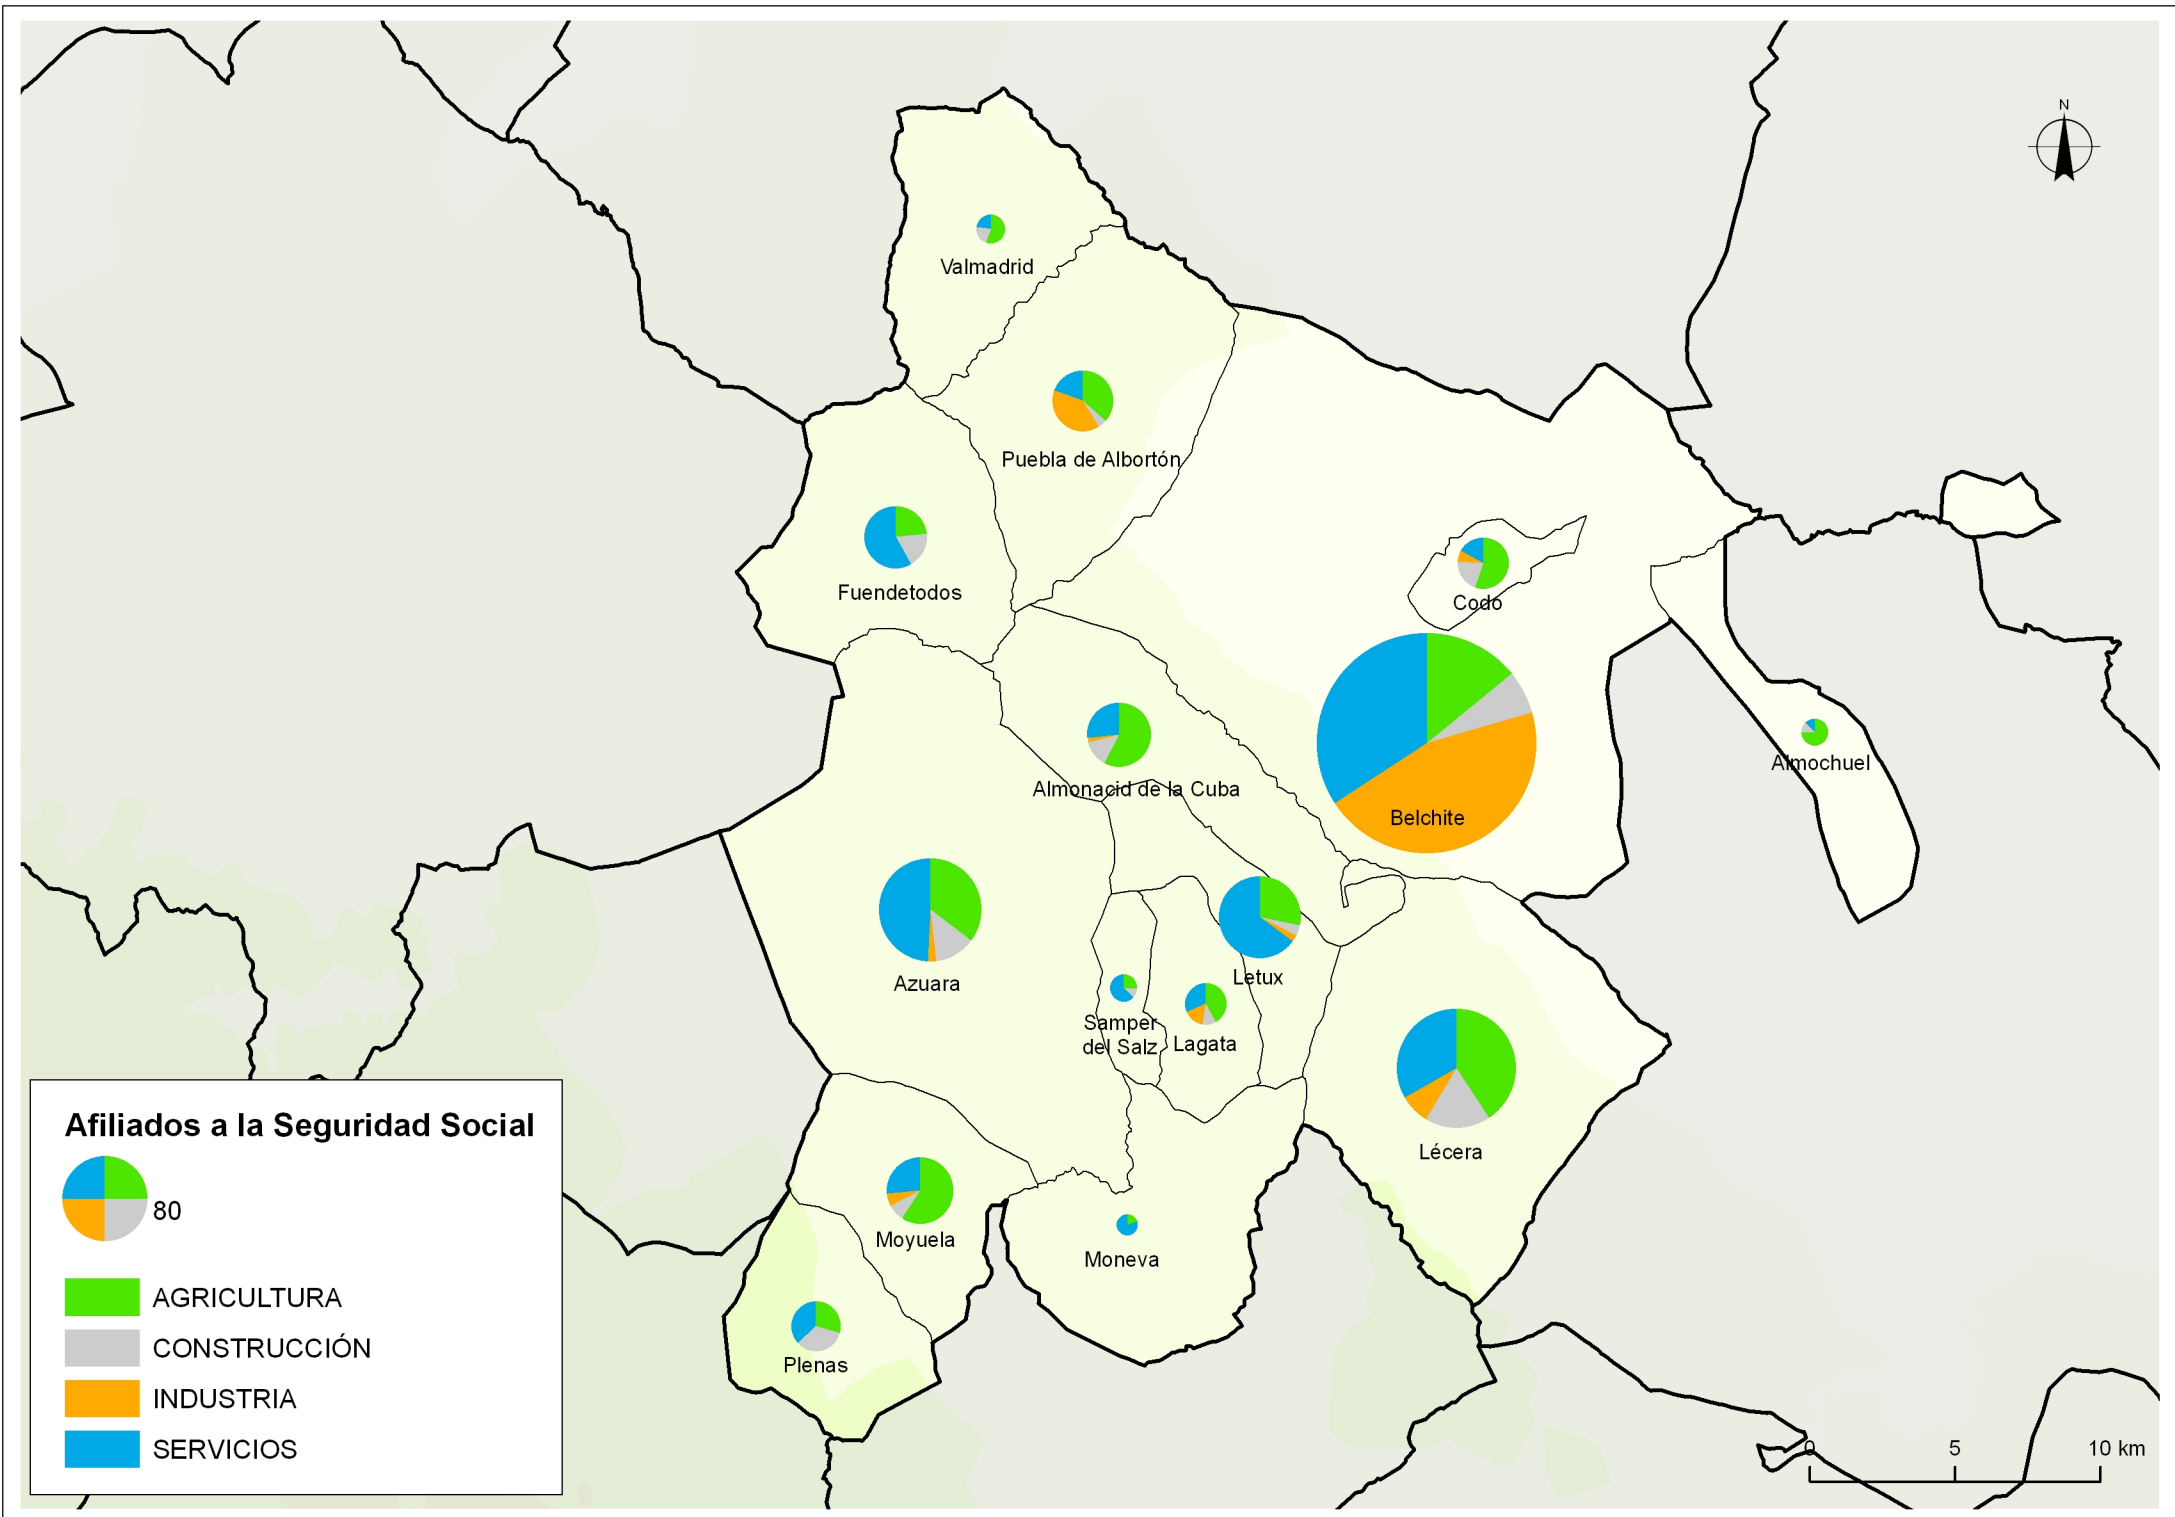 N
Valmadrid
Puebla de Albortón
Fuendetodos
Codo
Almonacid de la Cuba
Belchite
Almochuel
Azuara
Letux
Samper
del Salz
Lagata
Lécera
Moyuela
Moneva
Plenas
Afiliados a la Seguridad Social
80
AGRICULTURA
CONSTRUCCIÓN
INDUSTRIA
SERVICIOS
0 5 10 km